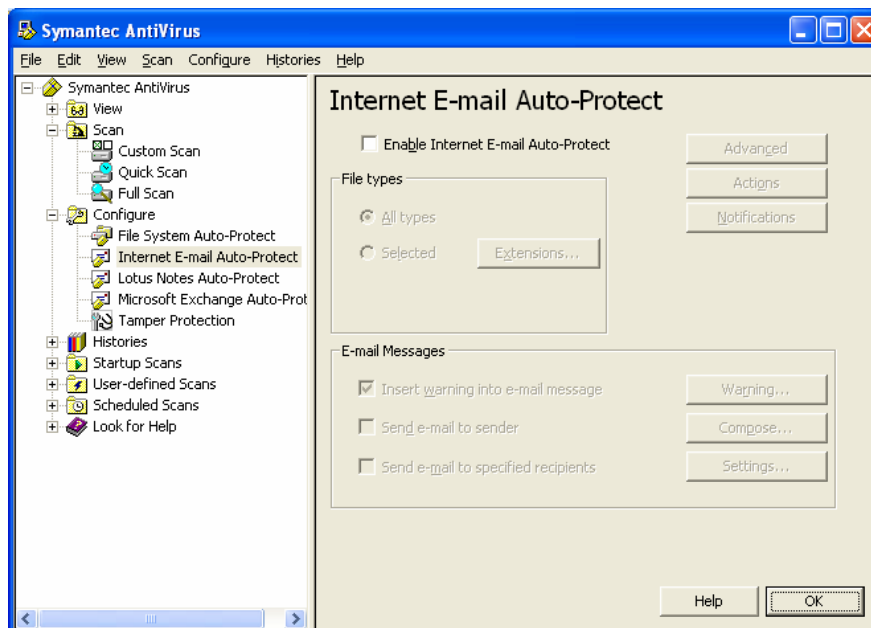 Symantec AntiVirus
File Edit View Scan Configure Histories Help
Symantec AntiVirus
View
Scan
Custom Scan
Quick Scan
Full Scan
Configure
File System Auto-Protect
Internet E-mail Auto-Protect
Lotus Notes Auto-Protect
Microsoft Exchange Auto-Prot
Tamper Protection
Histories
Startup Scans
User-defined Scans
Scheduled Scans
Look for Help
Internet E-mail Auto-Protect
Enable Internet E-mail Auto-Protect
Advanced
File types
Actions
All types
Notifications
Selected
Extensions...
E-mail Messages
Insert warning into e-mail message
Warning...
Send e-mail to sender
Compose...
Send e-mail to specified recipients
Settings...
Help
OK